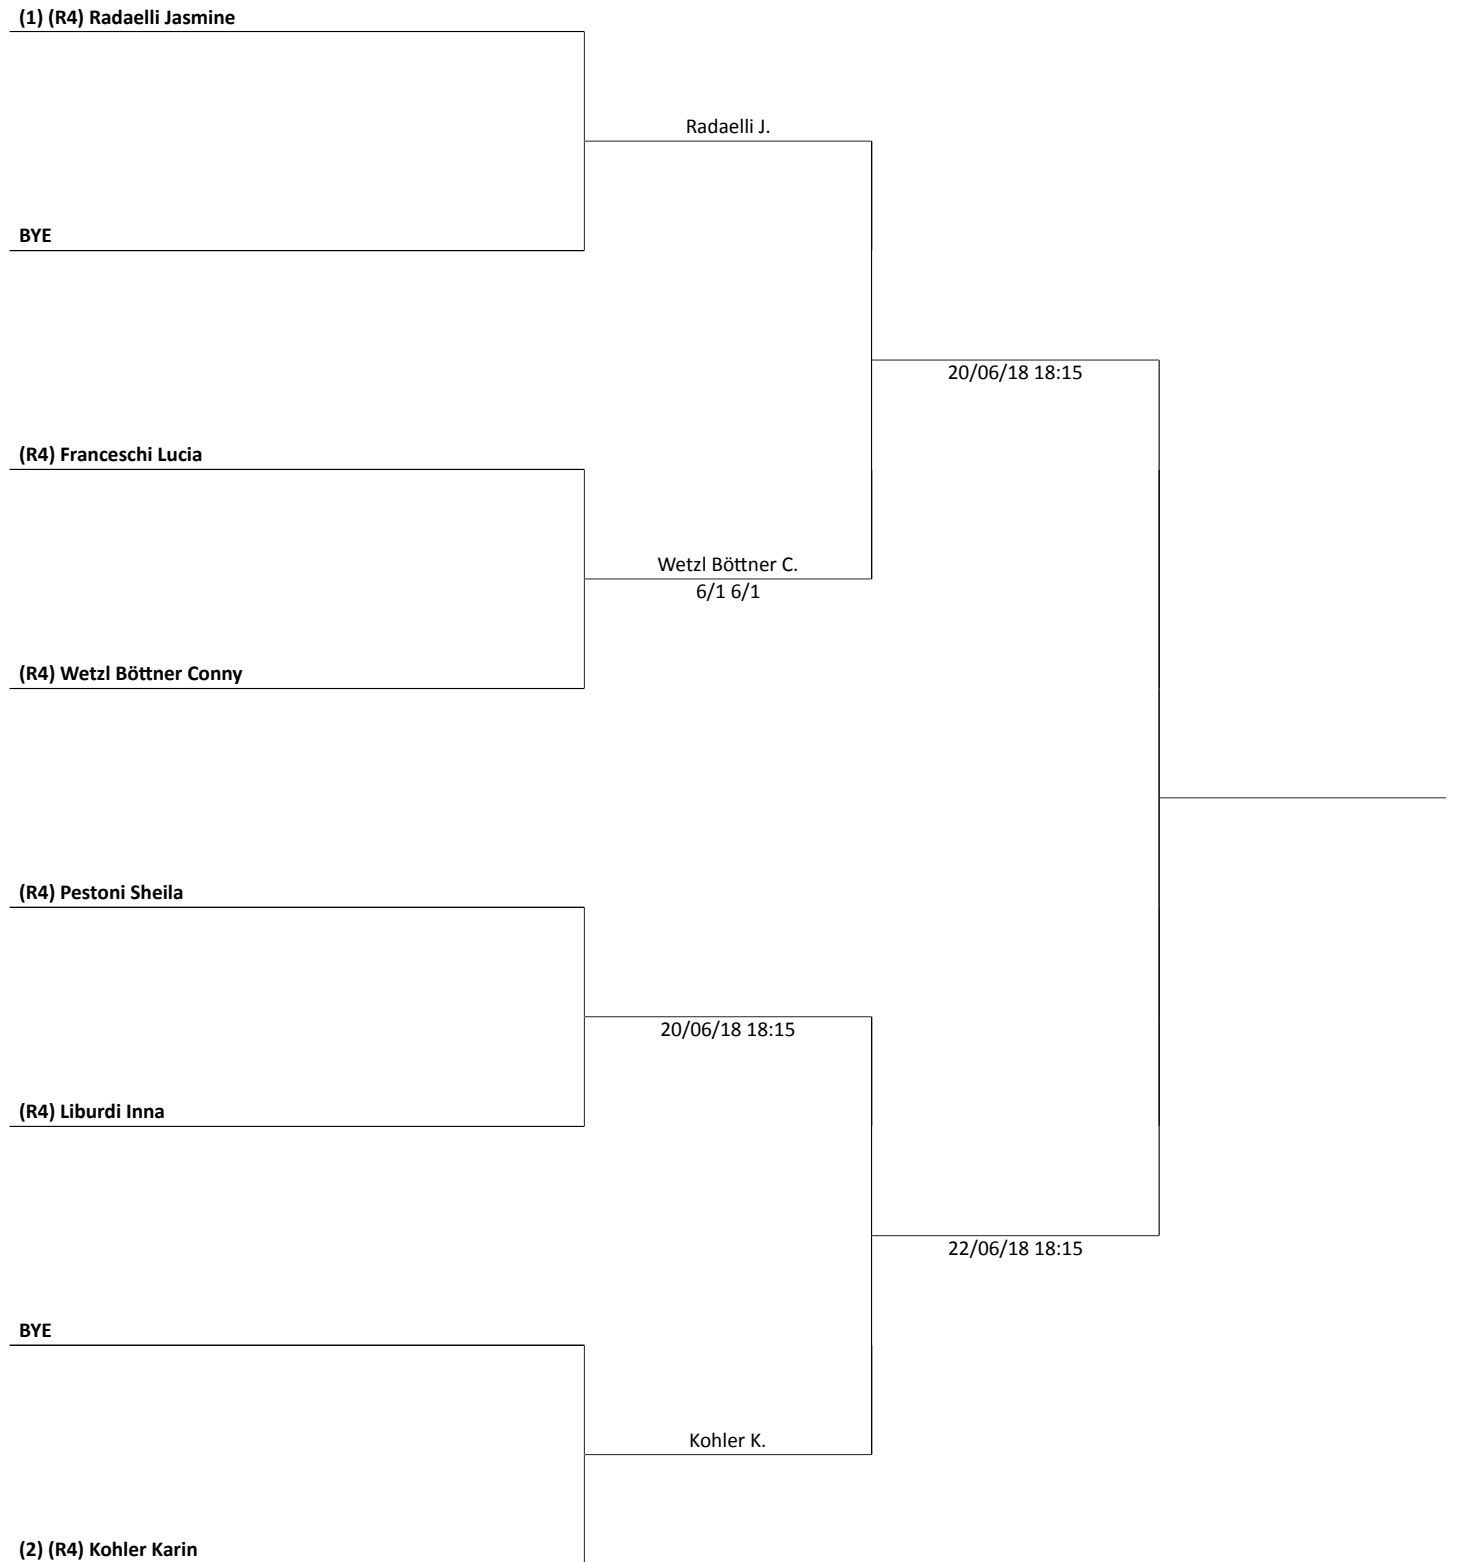 (1) (R4) Radaelli Jasmine
Radaelli J.
BYE
20/06/18 18:15
(R4) Franceschi Lucia
Wetzl Böttner C.
6/1 6/1
(R4) Wetzl Böttner Conny
(R4) Pestoni Sheila
20/06/18 18:15
(R4) Liburdi Inna
22/06/18 18:15
BYE
Kohler K.
(2) (R4) Kohler Karin